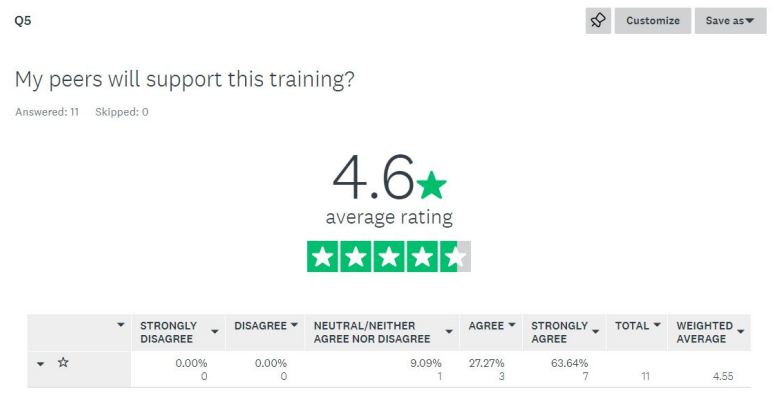 Q5
Customize
Save as
My peers will support this training?
Answered: 11 Skipped: 0
4.6
average rating
STRONGLY DISAGREE
DISAGREE
NEUTRAL/NEITHER AGREE NOR DISAGREE
AGREE
STRONGLY AGREE
TOTAL
WEIGHTED AVERAGE
0.00% 0.00% 9.09% 27.27% 63.64%
0 0 1 3 7 11 4.55